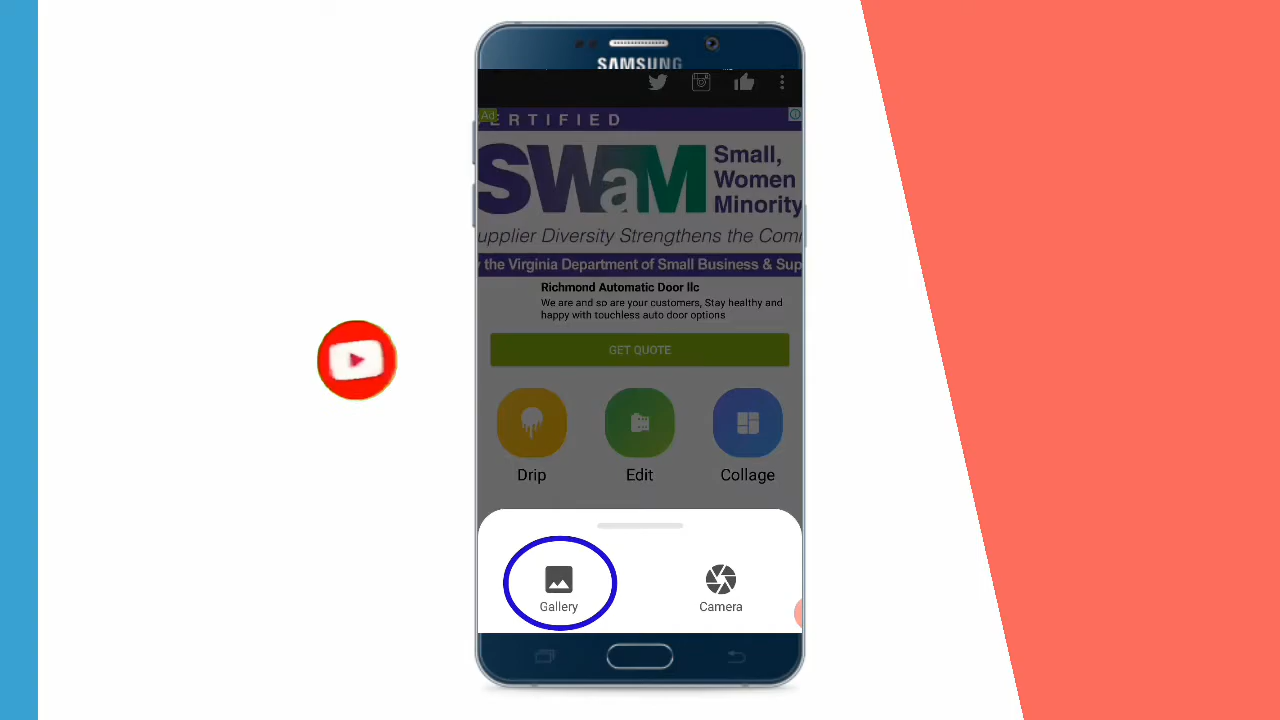 SAMSUNG
Ad
ERTIFIED
SWaM
Small,
Women
Minority
upplier Diversity Strengthens the Com
y the Virginia Department of Small Business & Sup
Richmond Automatic Door llc
We are and so are your customers, Stay healthy and
happy with touchless auto door options
GET QUOTE
Drip
Edit
Collage
Gallery
Camera